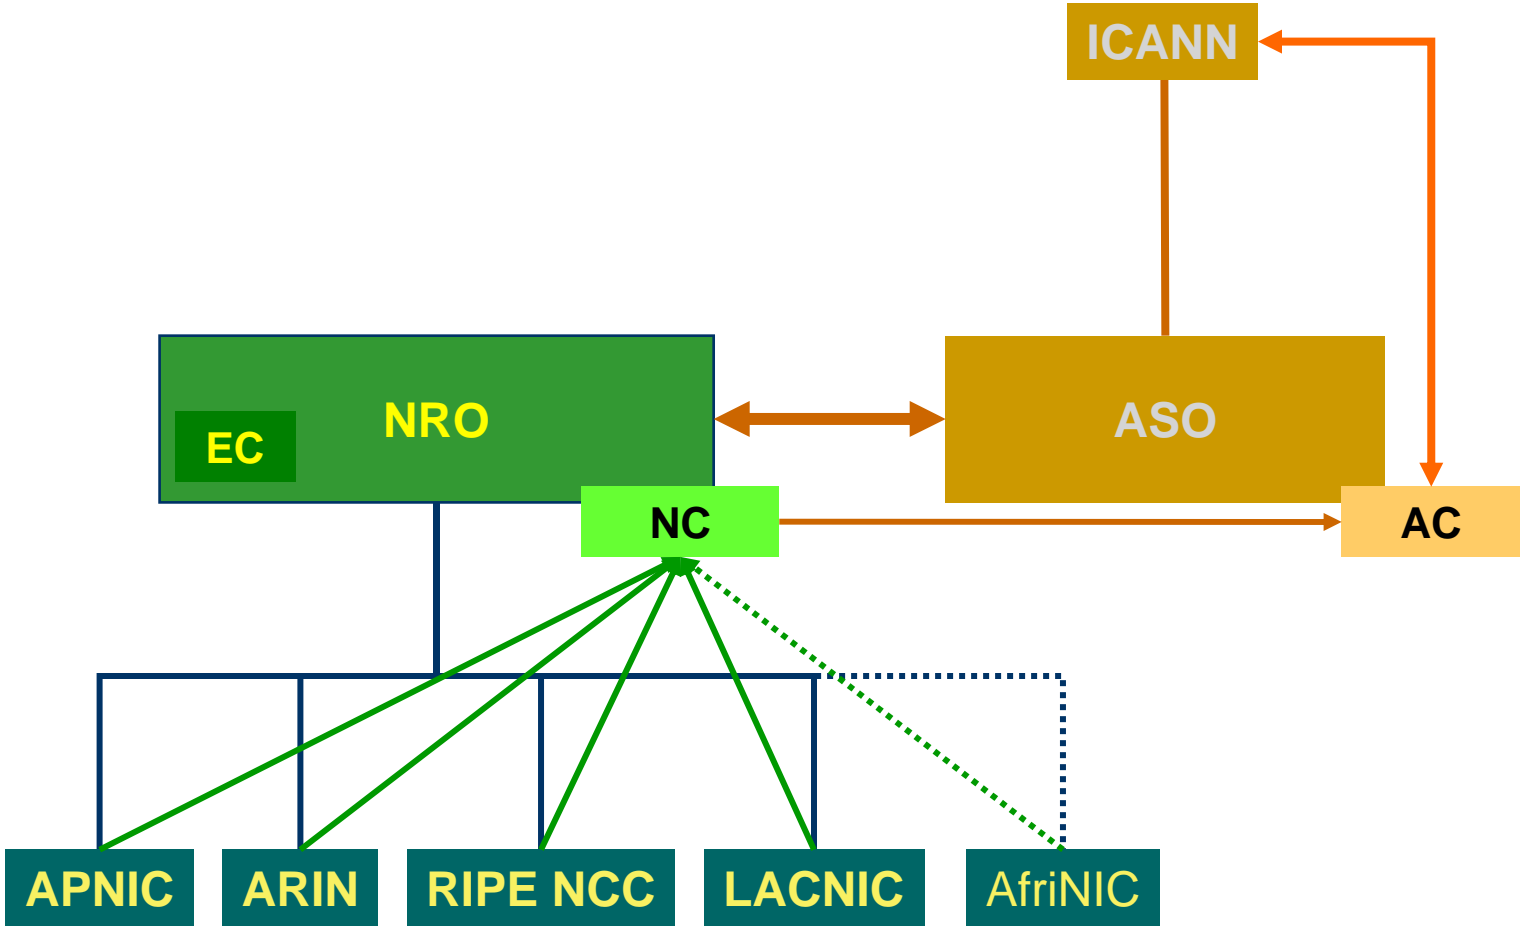 ICANN
NRO
ASO
EC
NC
AC
APNIC
ARIN
RIPE NCC
LACNIC
AfriNIC